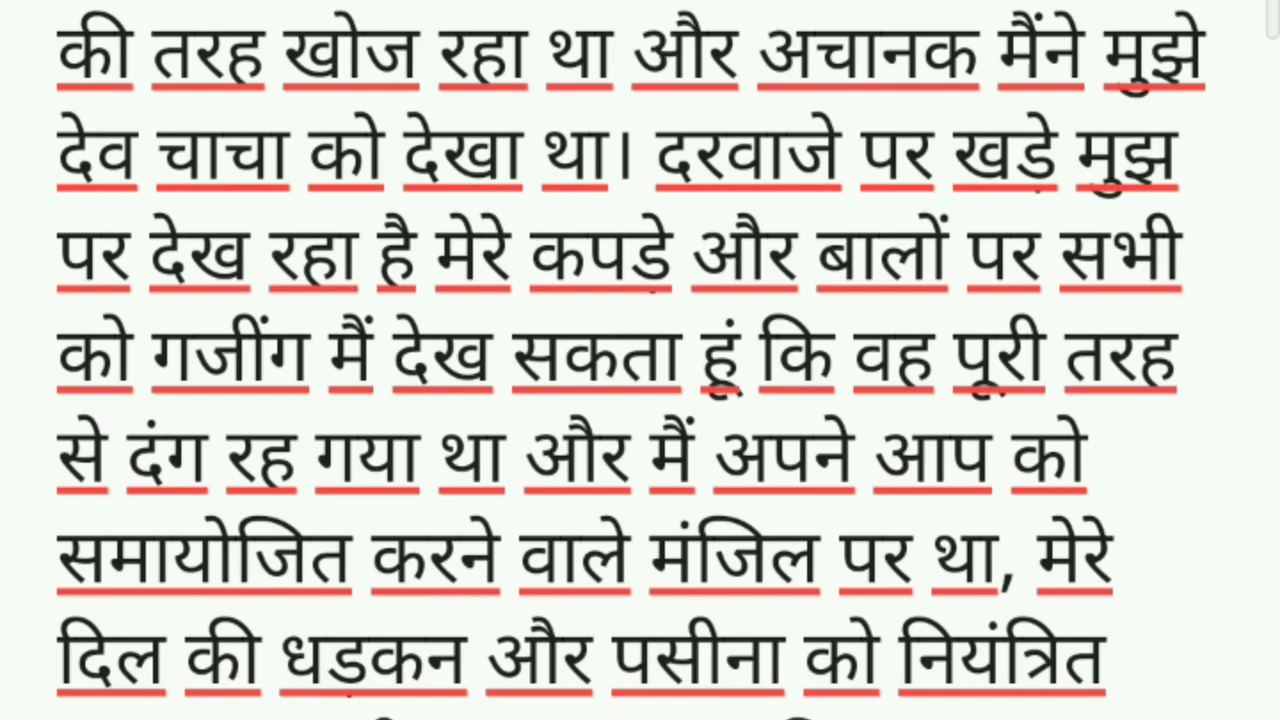 की तरह खोज रहा था और अचानक मैंने मुझे
देव चाचा को देखा था। दरवाजे पर खड़े मुझ
पर देख रहा है मेरे कपड़े और बालों पर सभी
को गजींग मैं देख सकता हूं कि वह पूरी तरह
से दंग रह गया था और मैं अपने आप को
समायोजित करने वाले मंजिल पर था, मेरे
दिल की धड़कन और पसीना को नियंत्रित